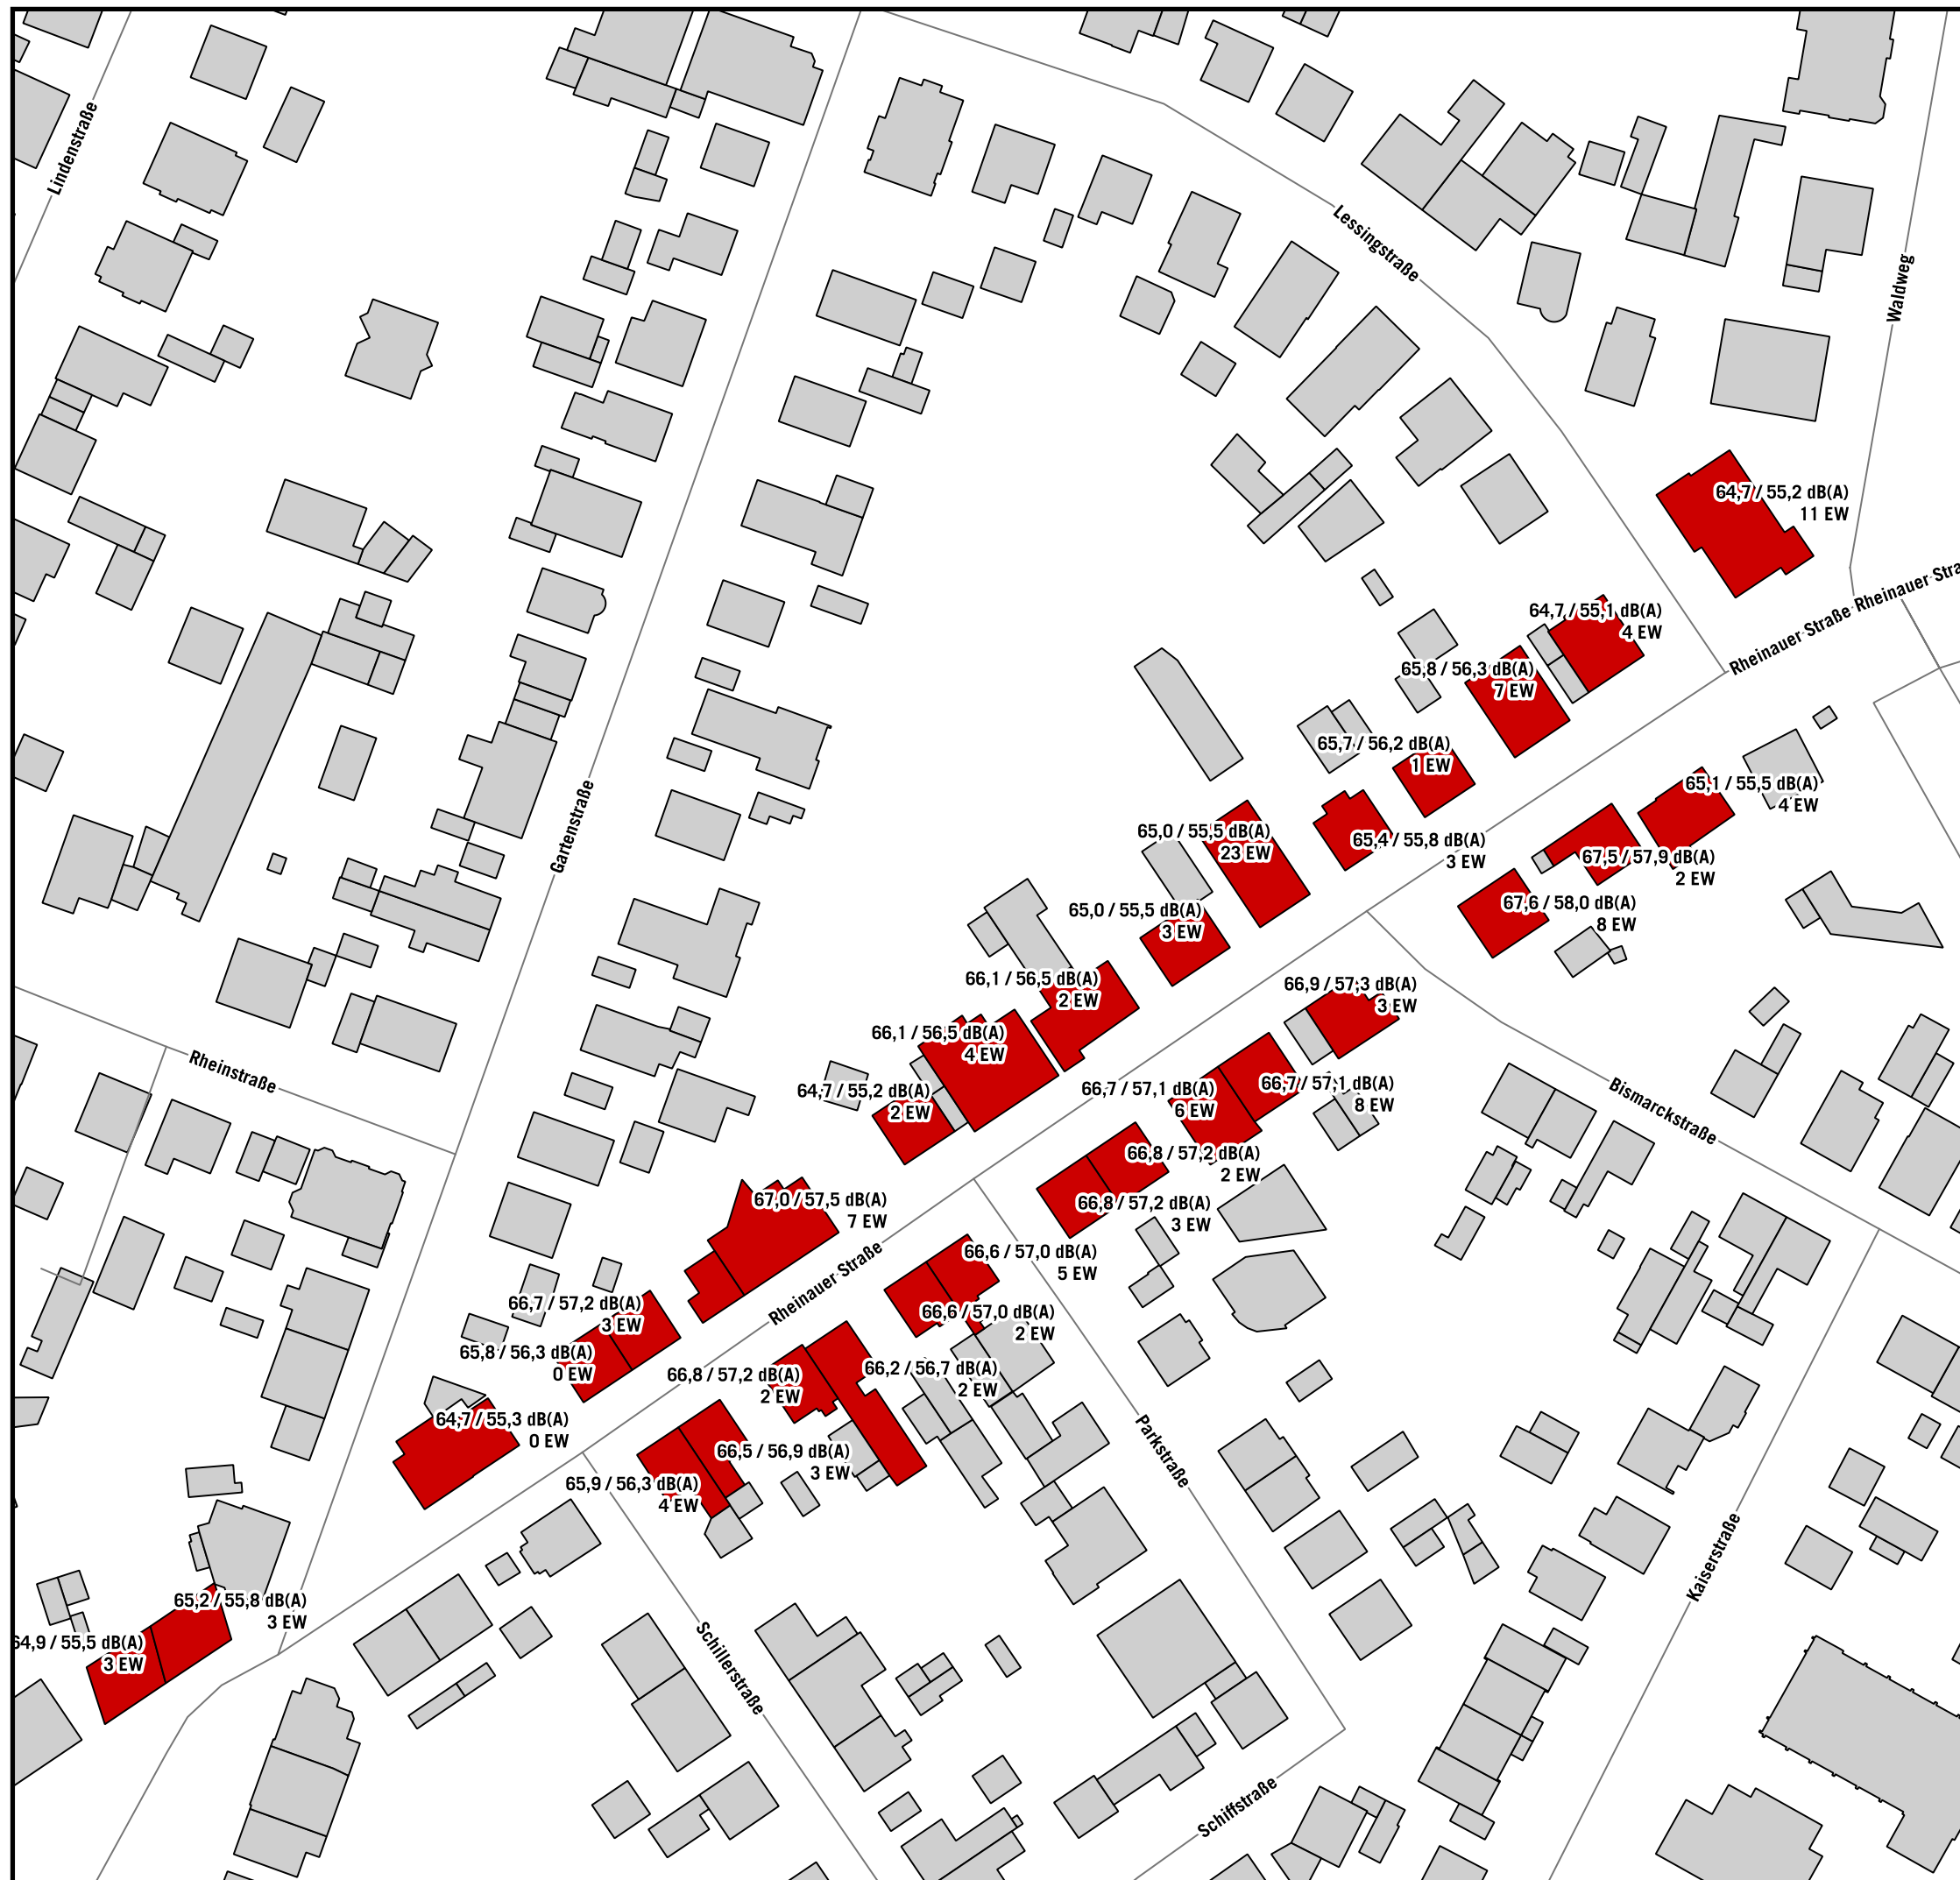 Lindenstraße
Lessingstraße
Waldweg
64,7 / 55,2 dB(A)
11 EW
Rheinauer Straße
Rheinauer Stra
64,7 / 55,1 dB(A)
4 EW
65,8 / 56,3 dB(A)
7 EW
65,7 / 56,2 dB(A)
1 EW
65,1 / 55,5 dB(A)
4 EW
65,0 / 55,5 dB(A)
23 EW
65,4 / 55,8 dB(A)
3 EW
67,5 / 57,9 dB(A)
2 EW
Gartenstraße
65,0 / 55,5 dB(A)
3 EW
67,6 / 58,0 dB(A)
8 EW
66,1 / 56,5 dB(A)
2 EW
66,9 / 57,3 dB(A)
3 EW
66,1 / 56,5 dB(A)
4 EW
Rheinstraße
64,7 / 55,2 dB(A)
2 EW
66,7 / 57,1 dB(A)
6 EW
66,7 / 57,1 dB(A)
8 EW
Bismarckstraße
66,8 / 57,2 dB(A)
2 EW
67,0 / 57,5 dB(A)
7 EW
66,8 / 57,2 dB(A)
3 EW
Rheinauer Straße
66,6 / 57,0 dB(A)
5 EW
66,7 / 57,2 dB(A)
3 EW
66,6 / 57,0 dB(A)
2 EW
65,8 / 56,3 dB(A)
0 EW
66,8 / 57,2 dB(A)
2 EW
66,2 / 56,7 dB(A)
2 EW
64,7 / 55,3 dB(A)
0 EW
66,5 / 56,9 dB(A)
3 EW
65,9 / 56,3 dB(A)
4 EW
Parkstraße
Kaiserstraße
65,2 / 55,8 dB(A)
3 EW
64,9 / 55,5 dB(A)
3 EW
Schillerstraße
Schiffstraße